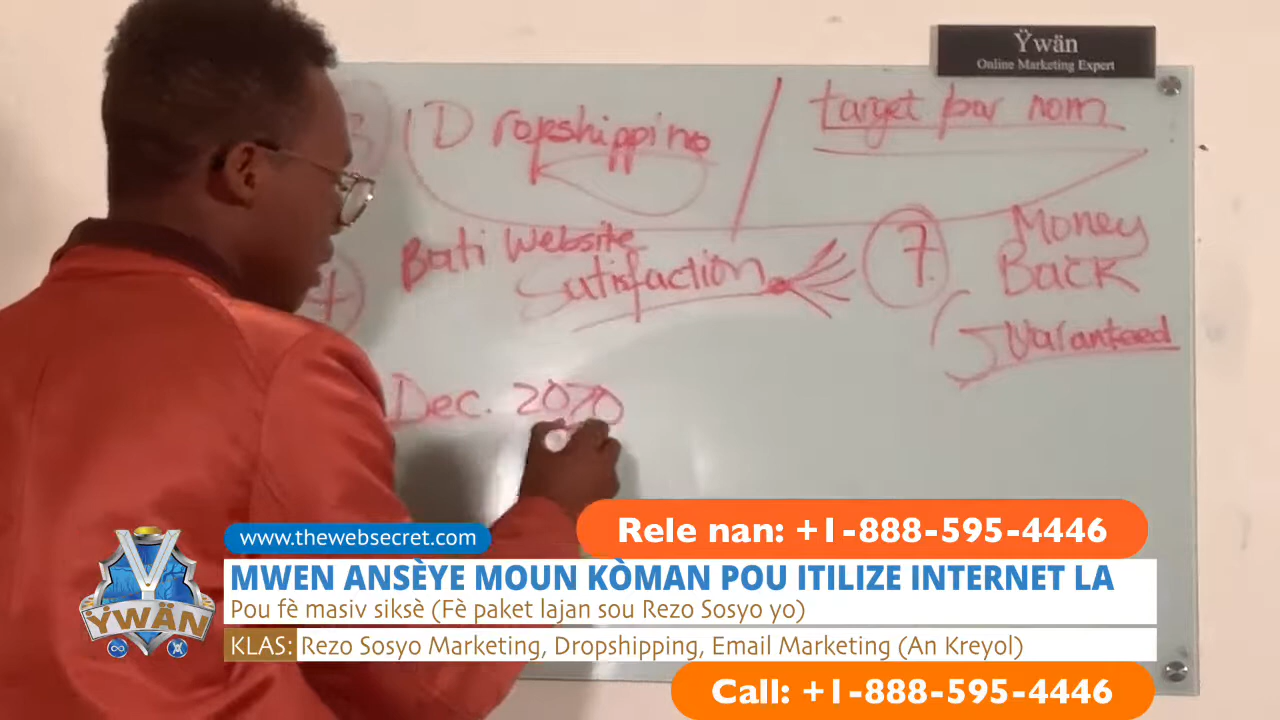 Ÿwän
Online Marketing Expert
Dropshipping
target par nom
Bati Website
Satisfaction
7.
Money
Back
Guaranteed
Dec. 2020
www.thewebsecret.com
Rele nan: +1-888-595-4446
MWEN ANSÈYE MOUN KÒMAN POU ITILIZE INTERNET LA
Pou fè masiv siksè (Fè paket lajan sou Rezo Sosyo yo)
KLAS: Rezo Sosyo Marketing, Dropshipping, Email Marketing (An Kreyol)
Call: +1-888-595-4446
ŸWÄN